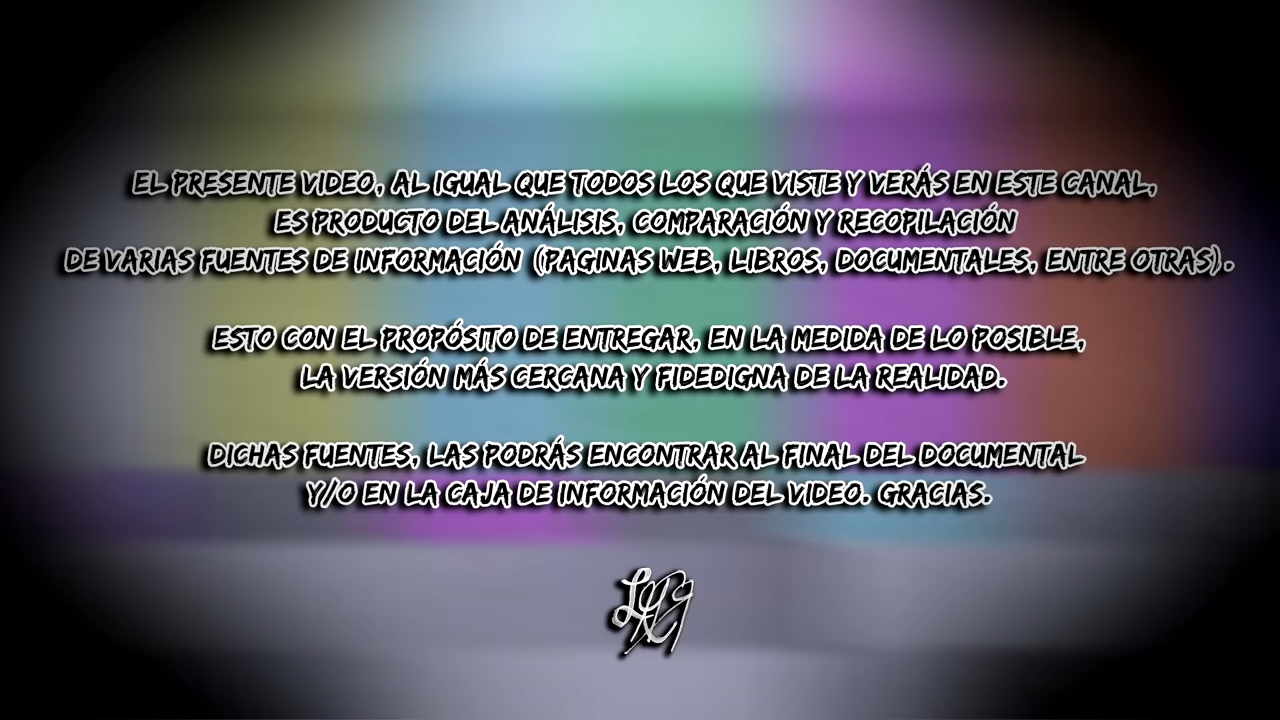 EL PRESENTE VIDEO, AL IGUAL QUE TODOS LOS QUE VISTE Y VERÁS EN ESTE CANAL,
ES PRODUCTO DEL ANÁLISIS, COMPARACIÓN Y RECOPILACIÓN
DE VARIAS FUENTES DE INFORMACIÓN (PAGINAS WEB, LIBROS, DOCUMENTALES, ENTRE OTRAS).
ESTO CON EL PROPÓSITO DE ENTREGAR, EN LA MEDIDA DE LO POSIBLE,
LA VERSIÓN MÁS CERCANA Y FIDEDIGNA DE LA REALIDAD.
DICHAS FUENTES, LAS PODRÁS ENCONTRAR AL FINAL DEL DOCUMENTAL
Y/O EN LA CAJA DE INFORMACIÓN DEL VIDEO. GRACIAS.